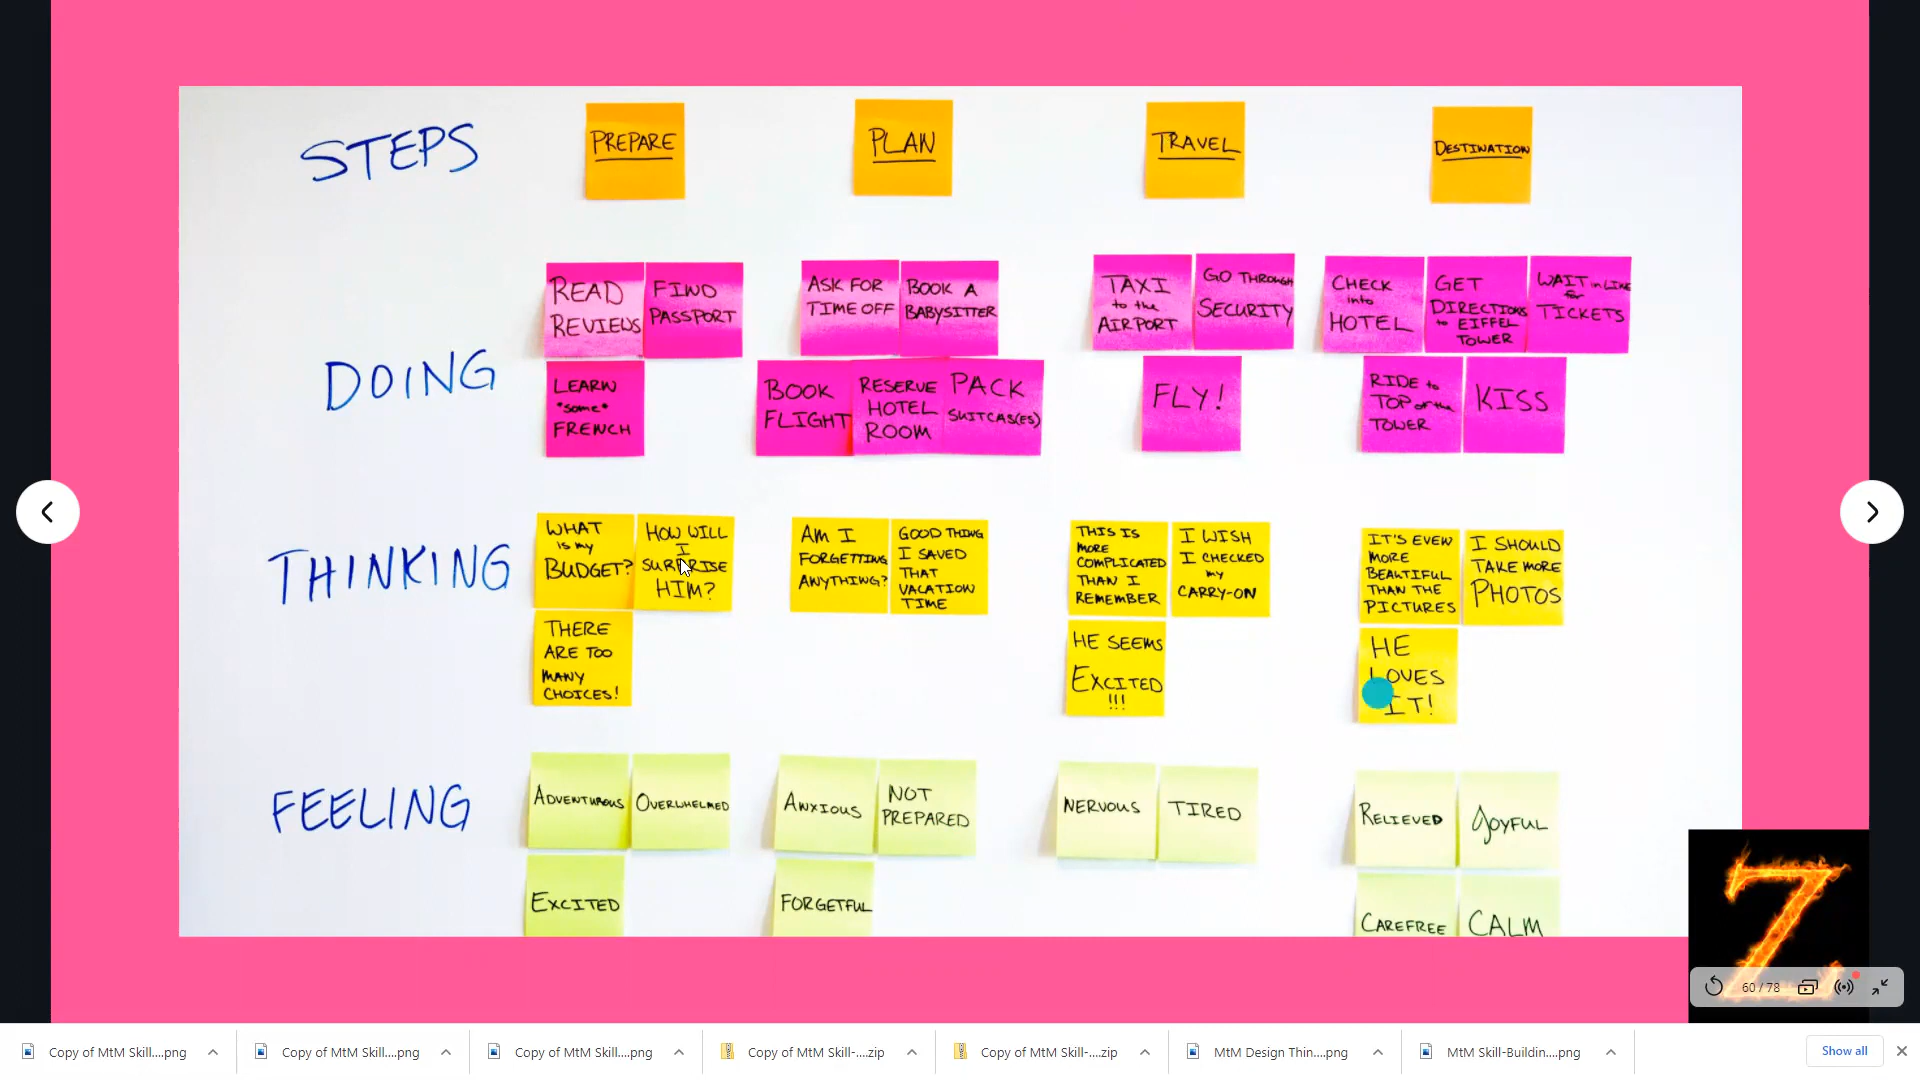 STEPS
PREPARE
PLAN
TRAVEL
DESTINATION
DOING
READ
REVIEWS
FIND
PASSPORT
LEARN
*some*
FRENCH
ASK FOR
TIME OFF
BOOK A
BABYSITTER
BOOK
FLIGHT
RESERVE
HOTEL
ROOM
PACK
SUITCAS(ES)
TAXI
to the
AIRPORT
GO THROUGH
SECURITY
FLY!
CHECK
into
HOTEL
GET
DIRECTIONS
to EIFFEL
TOWER
WAIT in LINE
for
TICKETS
RIDE to
TOP of the
TOWER
KISS
THINKING
WHAT
is my
BUDGET?
HOW WILL
I
SURPRISE
HIM?
THERE
ARE TOO
MANY
CHOICES!
AM I
FORGETTING
ANYTHING?
GOOD THING
I SAVED
THAT
VACATION
TIME
THIS IS
MORE
COMPLICATED
THAN I
REMEMBER
I WISH
I CHECKED
my
CARRY-ON
HE SEEMS
EXCITED
!!!
IT'S EVEN
MORE
BEAUTIFUL
THAN THE
PICTURES
I SHOULD
TAKE MORE
PHOTOS
HE
LOVES
IT!
FEELING
ADVENTUROUS
OVERWHELMED
EXCITED
ANXIOUS
NOT
PREPARED
FORGETFUL
NERVOUS
TIRED
RELIEVED
JOYFUL
CAREFREE
CALM
Z
60 / 78
Copy of MtM Skill....png
Copy of MtM Skill....png
Copy of MtM Skill....png
Copy of MtM Skill-....zip
Copy of MtM Skill-....zip
MtM Design Thin....png
MtM Skill-Buildin....png
Show all